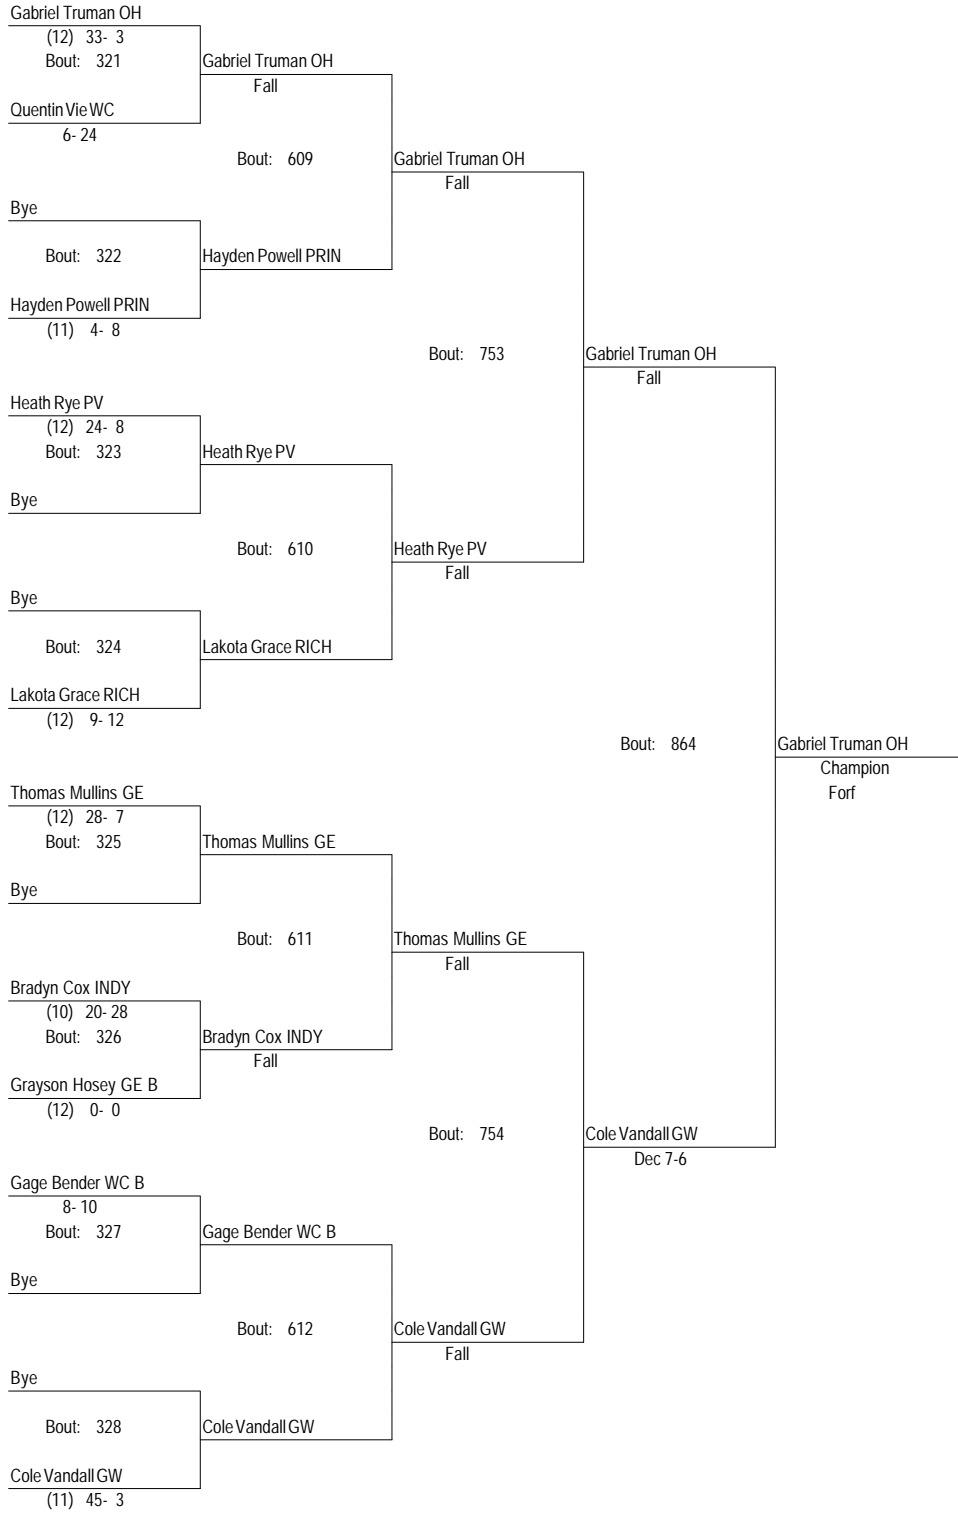 Gabriel Truman OH
(12) 33- 3
Bout: 321
Gabriel Truman OH
Fall
Quentin Vie WC
6- 24
Bout: 609
Gabriel Truman OH
Fall
Bye
Bout: 322
Hayden Powell PRIN
Hayden Powell PRIN
(11) 4- 8
Bout: 753
Gabriel Truman OH
Fall
Heath Rye PV
(12) 24- 8
Bout: 323
Heath Rye PV
Bye
Bout: 610
Heath Rye PV
Fall
Bye
Bout: 324
Lakota Grace RICH
Lakota Grace RICH
(12) 9- 12
Bout: 864
Gabriel Truman OH
Champion
Forf
Thomas Mullins GE
(12) 28- 7
Bout: 325
Thomas Mullins GE
Bye
Bout: 611
Thomas Mullins GE
Fall
Bradyn Cox INDY
(10) 20- 28
Bout: 326
Bradyn Cox INDY
Fall
Grayson Hosey GE B
(12) 0- 0
Bout: 754
Cole Vandall GW
Dec 7-6
Gage Bender WC B
8- 10
Bout: 327
Gage Bender WC B
Bye
Bout: 612
Cole Vandall GW
Fall
Bye
Bout: 328
Cole Vandall GW
Cole Vandall GW
(11) 45- 3